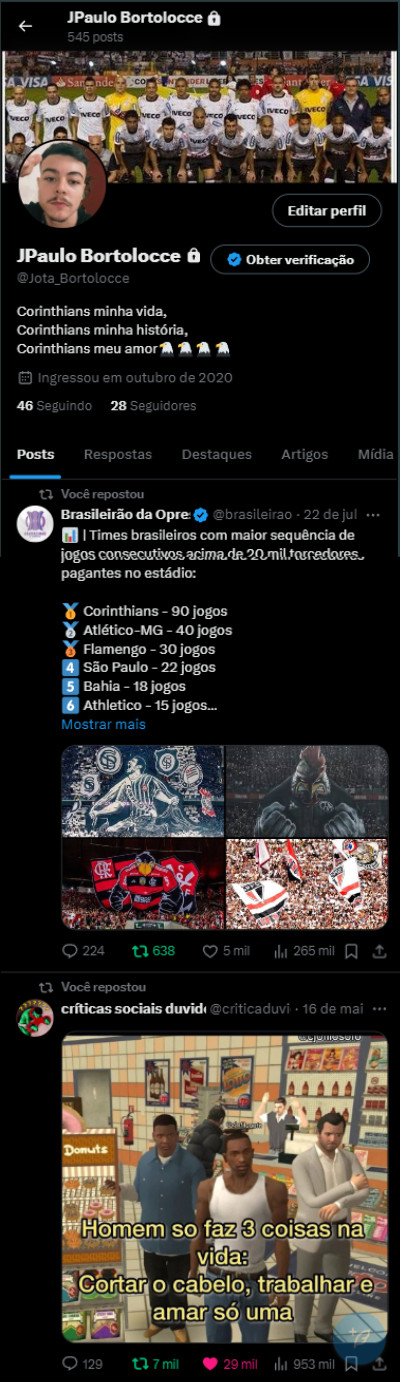 JPaulo Bortolocce
545 posts
VISA
Santander
VISA
IVECO
Editar perfil
JPaulo Bortolocce
Obter verificação
@Jota_Bortolocce
Corinthians minha vida,
Corinthians minha história,
Corinthians meu amor🦅🦅🦅🦅
Ingressou em outubro de 2020
46 Seguindo 28 Seguidores
Posts Respostas Destaques Artigos Mídia
Você repostou
Brasileirão da Opre @brasileirao · 22 de jul ...
📊 | Times brasileiros com maior sequência de
jogos consecutivos acima de 20 mil torcedores
pagantes no estádio:
🥇 Corinthians - 90 jogos
🥈 Atlético-MG - 40 jogos
🥉 Flamengo - 30 jogos
4️⃣ São Paulo - 22 jogos
5️⃣ Bahia - 18 jogos
6️⃣ Athletico - 15 jogos...
Mostrar mais
224 638 5 mil 265 mil
Você repostou
críticas sociais duvid @criticaduvi · 16 de mai ...
Donuts
Homem so faz 3 coisas na
vida:
Cortar o cabelo, trabalhar e
amar só uma
129 7 mil 29 mil 953 mil